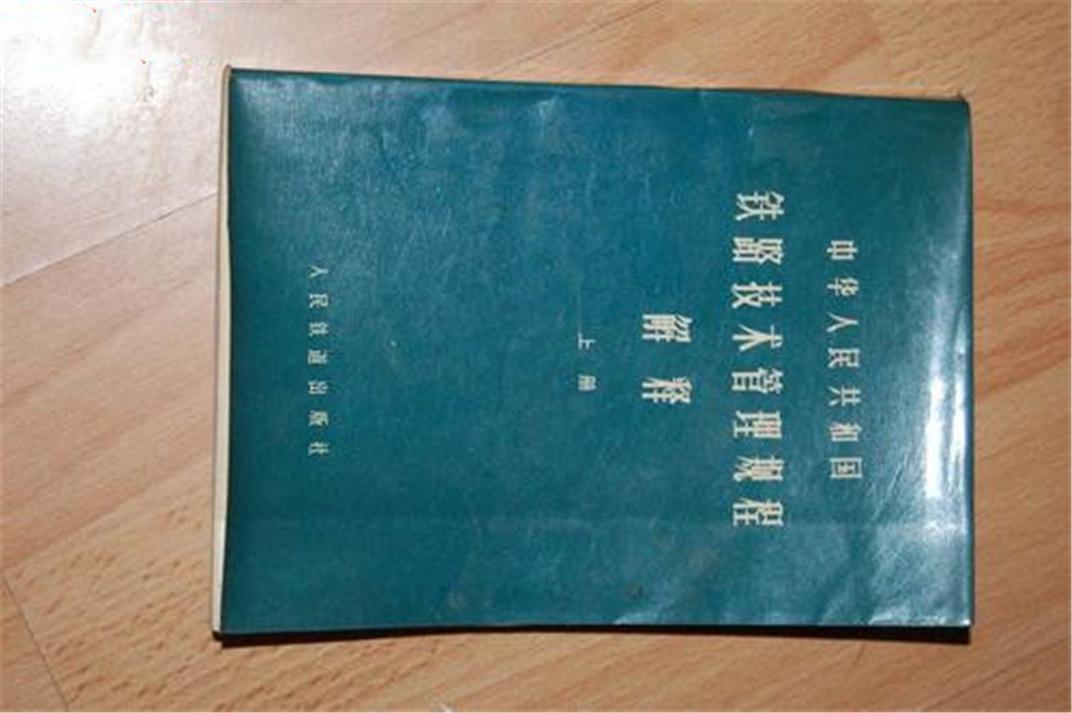 中华人民共和国
铁路技术管理规程
解释
上册
人民铁道出版社